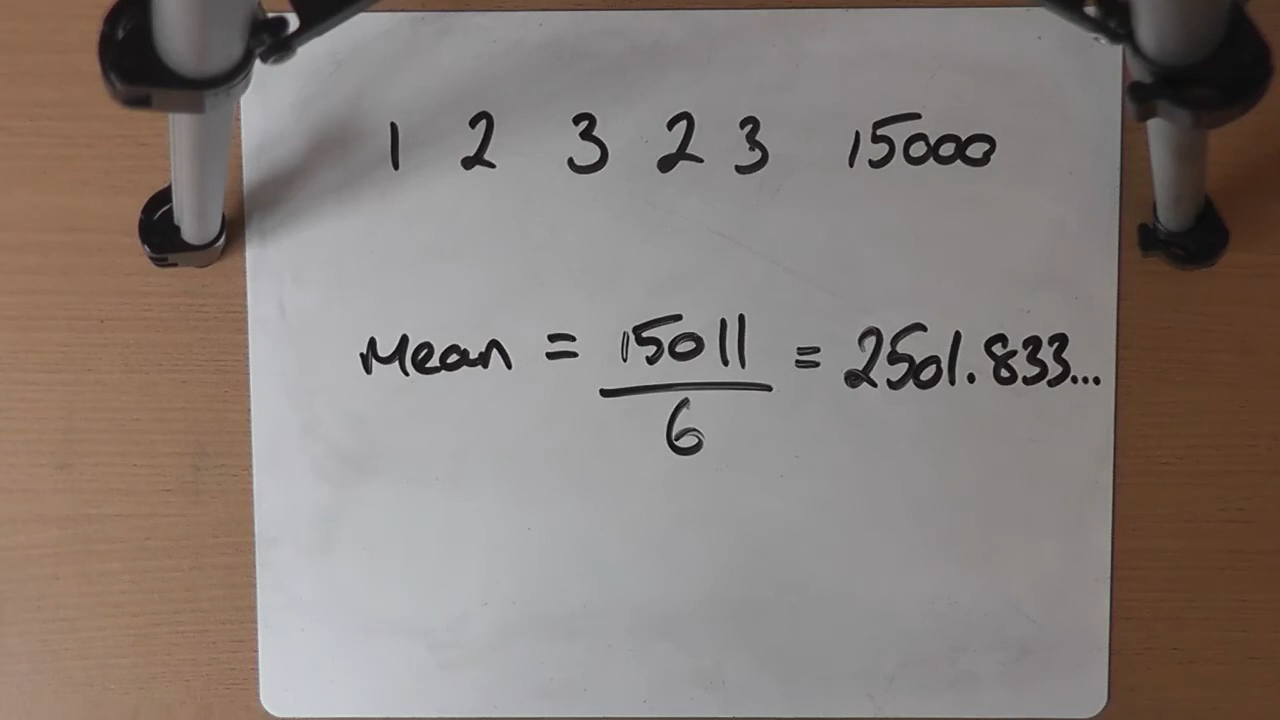 1 2 3 2 3 15000
Mean = 15011/6 = 2501.833...